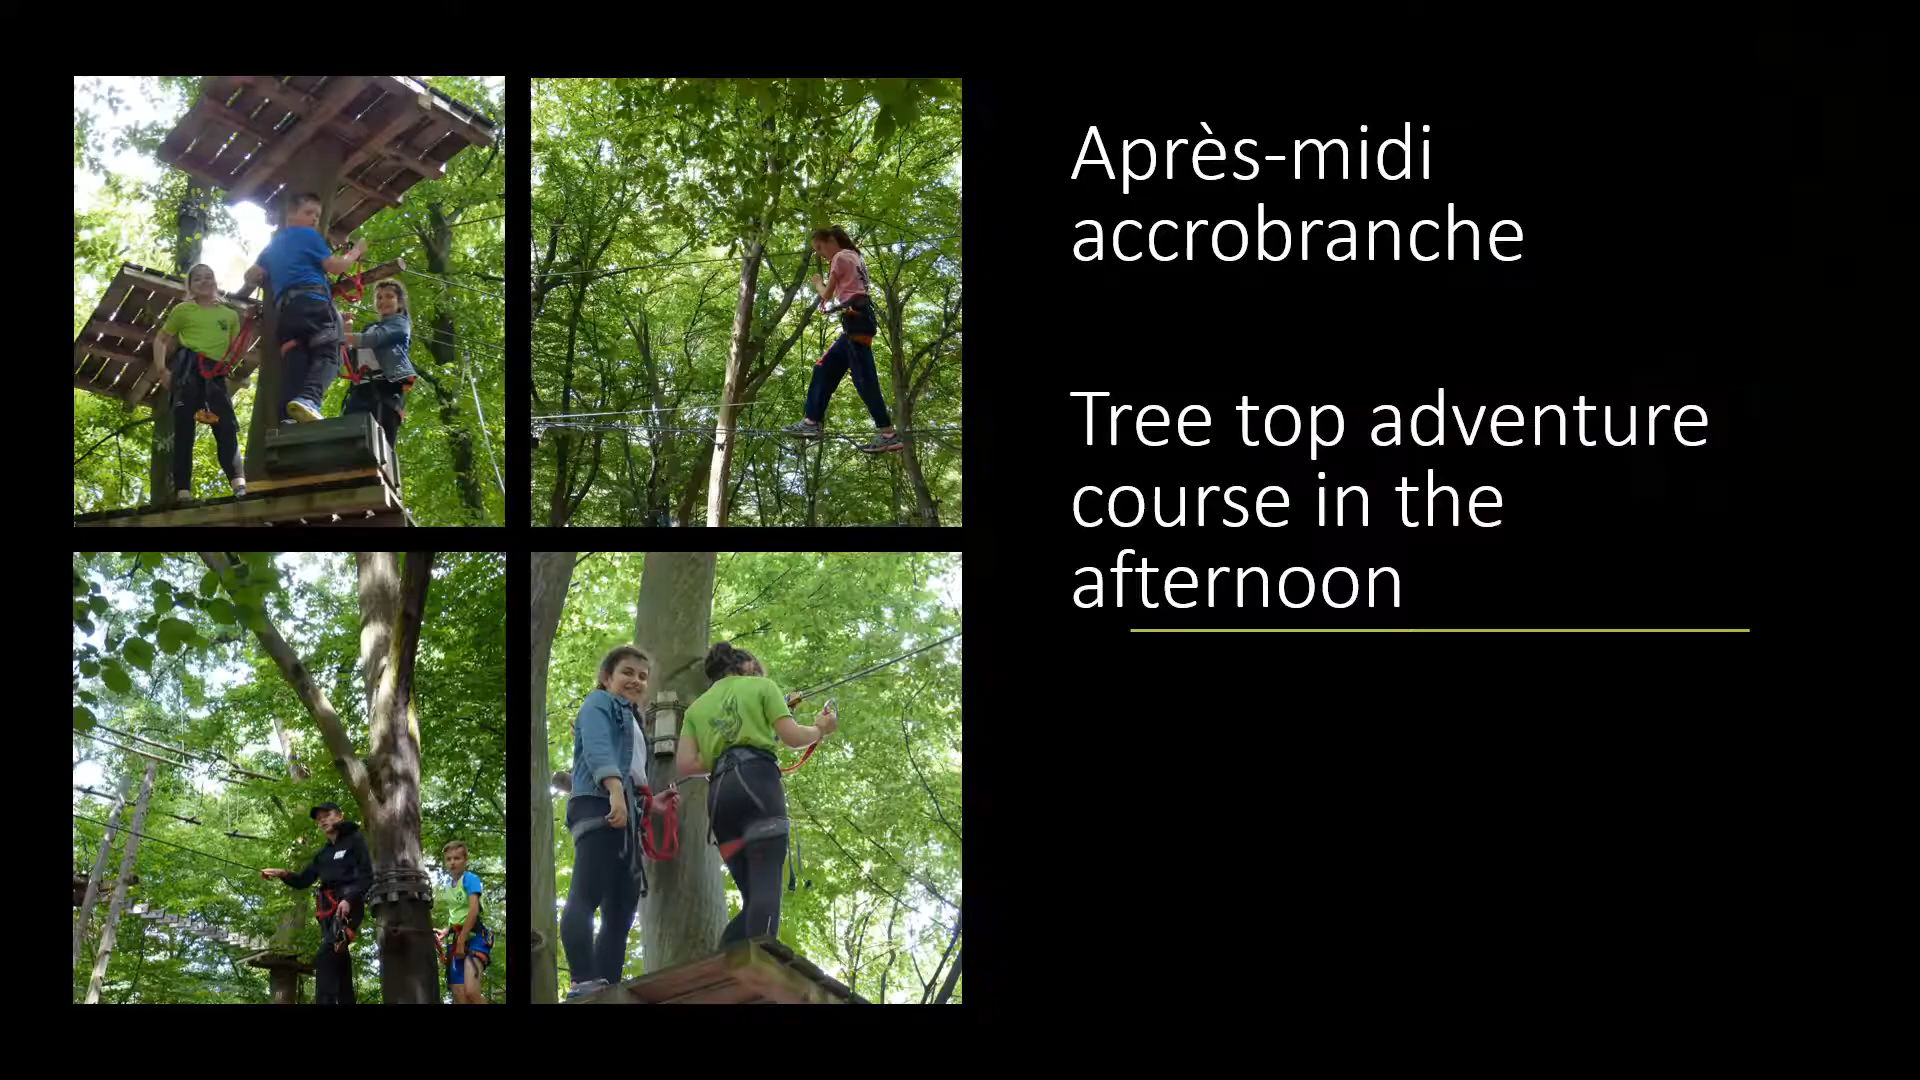 Après-midi
accrobranche
Tree top adventure
course in the
afternoon